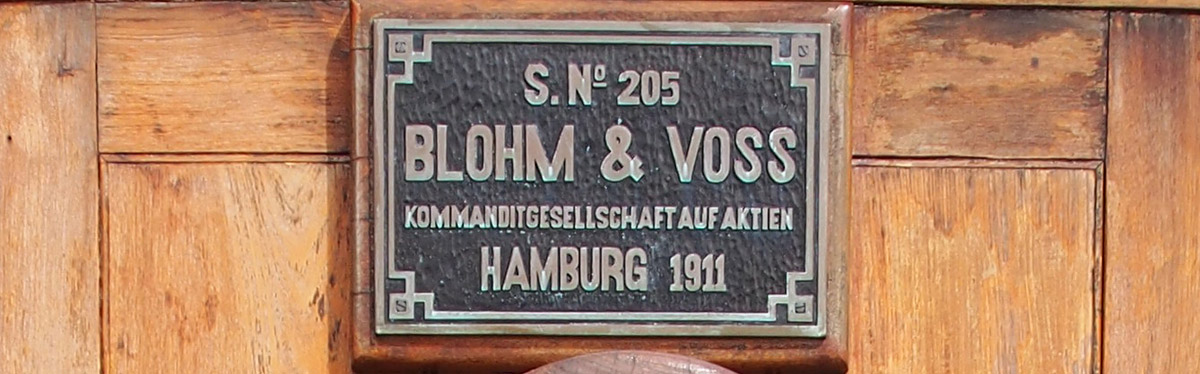 S. Nº 205
BLOHM & VOSS
KOMMANDITGESELLSCHAFT AUF AKTIEN
HAMBURG 1911